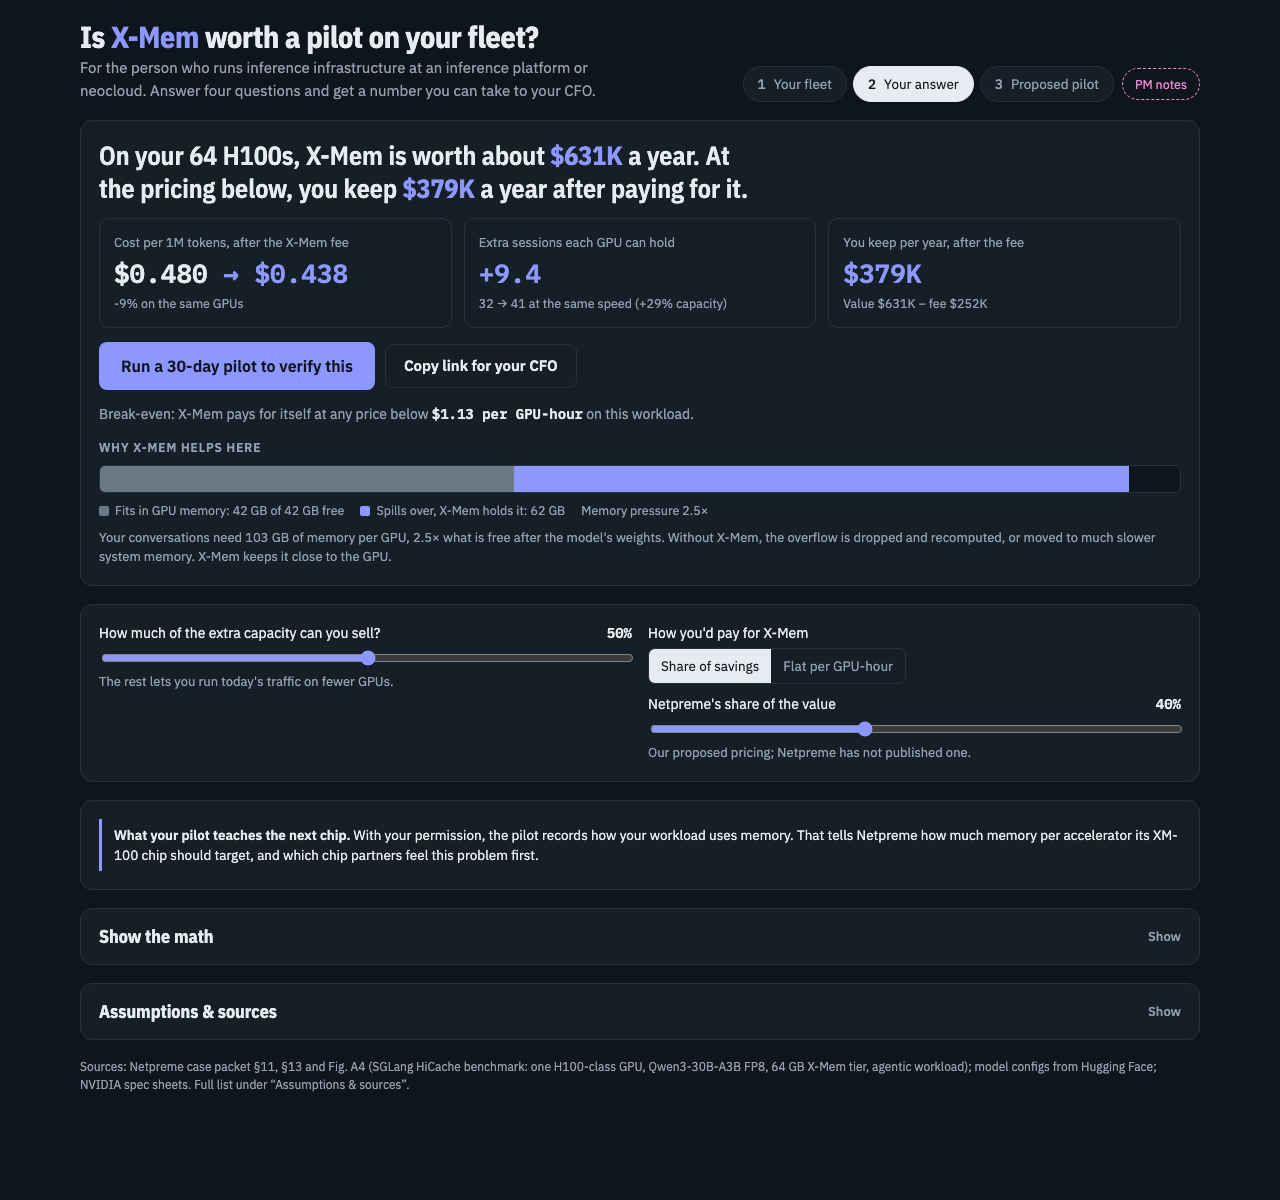 Is X-Mem worth a pilot on your fleet?
For the person who runs inference infrastructure at an inference platform or
neocloud. Answer four questions and get a number you can take to your CFO.
1 Your fleet
2 Your answer
3 Proposed pilot
PM notes
On your 64 H100s, X-Mem is worth about $631K a year. At
the pricing below, you keep $379K a year after paying for it.
Cost per 1M tokens, after the X-Mem fee
$0.480 → $0.438
-9% on the same GPUs
Extra sessions each GPU can hold
+9.4
32 → 41 at the same speed (+29% capacity)
You keep per year, after the fee
$379K
Value $631K − fee $252K
Run a 30-day pilot to verify this
Copy link for your CFO
Break-even: X-Mem pays for itself at any price below $1.13 per GPU-hour on this workload.
WHY X-MEM HELPS HERE
Fits in GPU memory: 42 GB of 42 GB free
Spills over, X-Mem holds it: 62 GB
Memory pressure 2.5×
Your conversations need 103 GB of memory per GPU, 2.5× what is free after the model's weights. Without X-Mem, the overflow is dropped and recomputed, or moved to much slower
system memory. X-Mem keeps it close to the GPU.
How much of the extra capacity can you sell?
50%
The rest lets you run today's traffic on fewer GPUs.
How you'd pay for X-Mem
Share of savings
Flat per GPU-hour
Netpreme's share of the value
40%
Our proposed pricing; Netpreme has not published one.
What your pilot teaches the next chip. With your permission, the pilot records how your workload uses memory. That tells Netpreme how much memory per accelerator its XM-
100 chip should target, and which chip partners feel this problem first.
Show the math
Show
Assumptions & sources
Show
Sources: Netpreme case packet §11, §13 and Fig. A4 (SGLang HiCache benchmark: one H100-class GPU, Qwen3-30B-A3B FP8, 64 GB X-Mem tier, agentic workload); model configs from Hugging Face;
NVIDIA spec sheets. Full list under “Assumptions & sources”.